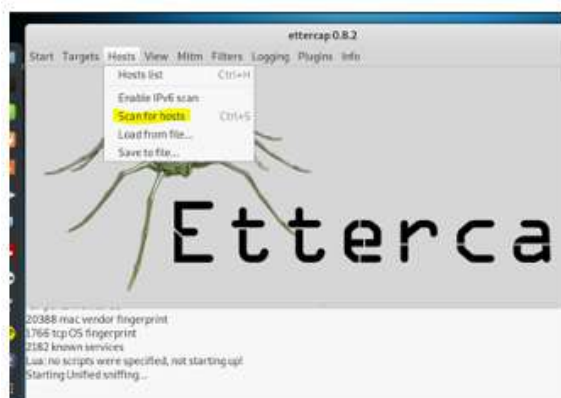 ettercap 0.8.2
Start Targets Hosts View Mitm Filters Logging Plugins Info
Hosts list Ctrl+H
Enable IPv6 scan
Scan for hosts Ctrl+S
Load from file...
Save to file...
Etterca
20388 mac vendor fingerprint
1766 tcp OS fingerprint
2182 known services
Lua: no scripts were specified, not starting up!
Starting Unified sniffing...